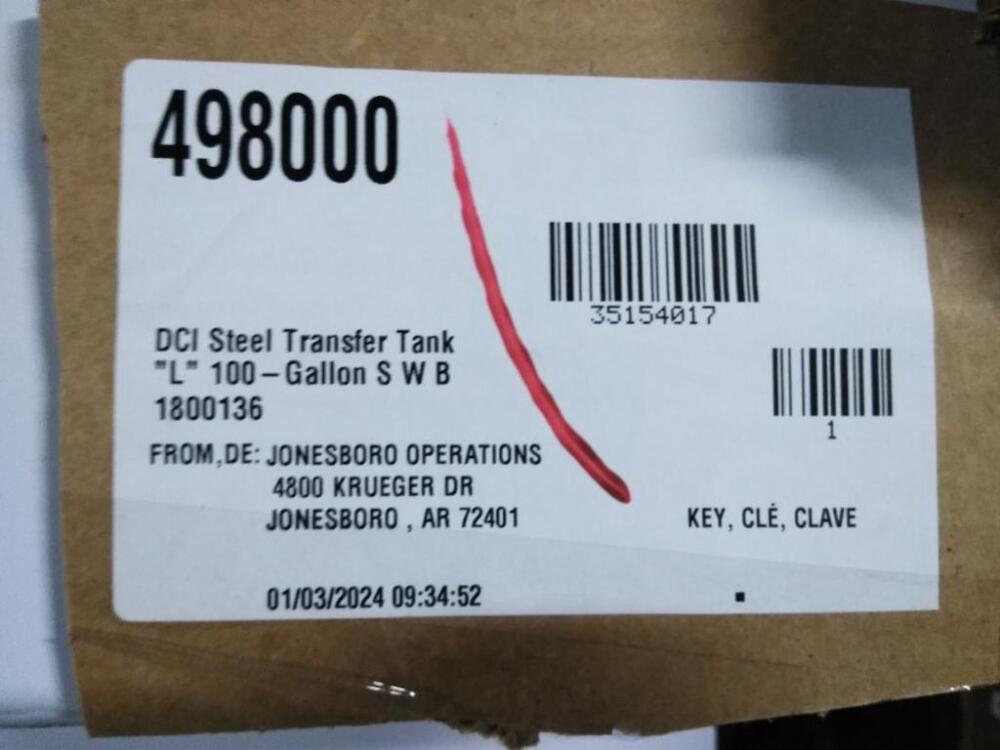 498000
35154017
DCI Steel Transfer Tank
"L" 100-Gallon S W B
1800136
1
FROM,DE: JONESBORO OPERATIONS
4800 KRUEGER DR
JONESBORO , AR 72401
KEY, CLÉ, CLAVE
01/03/2024 09:34:52